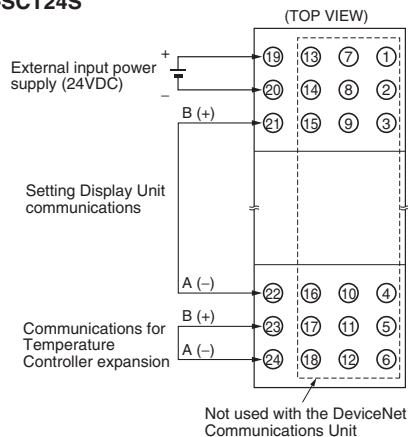 SCT24S
(TOP VIEW)
External input power
supply (24VDC)
+
−
19 13 7 1
20 14 8 2
B (+)
21 15 9 3
Setting Display Unit
communications
A (−)
22 16 10 4
B (+)
23 17 11 5
Communications for
Temperature
Controller expansion
A (−)
24 18 12 6
Not used with the DeviceNet
Communications Unit